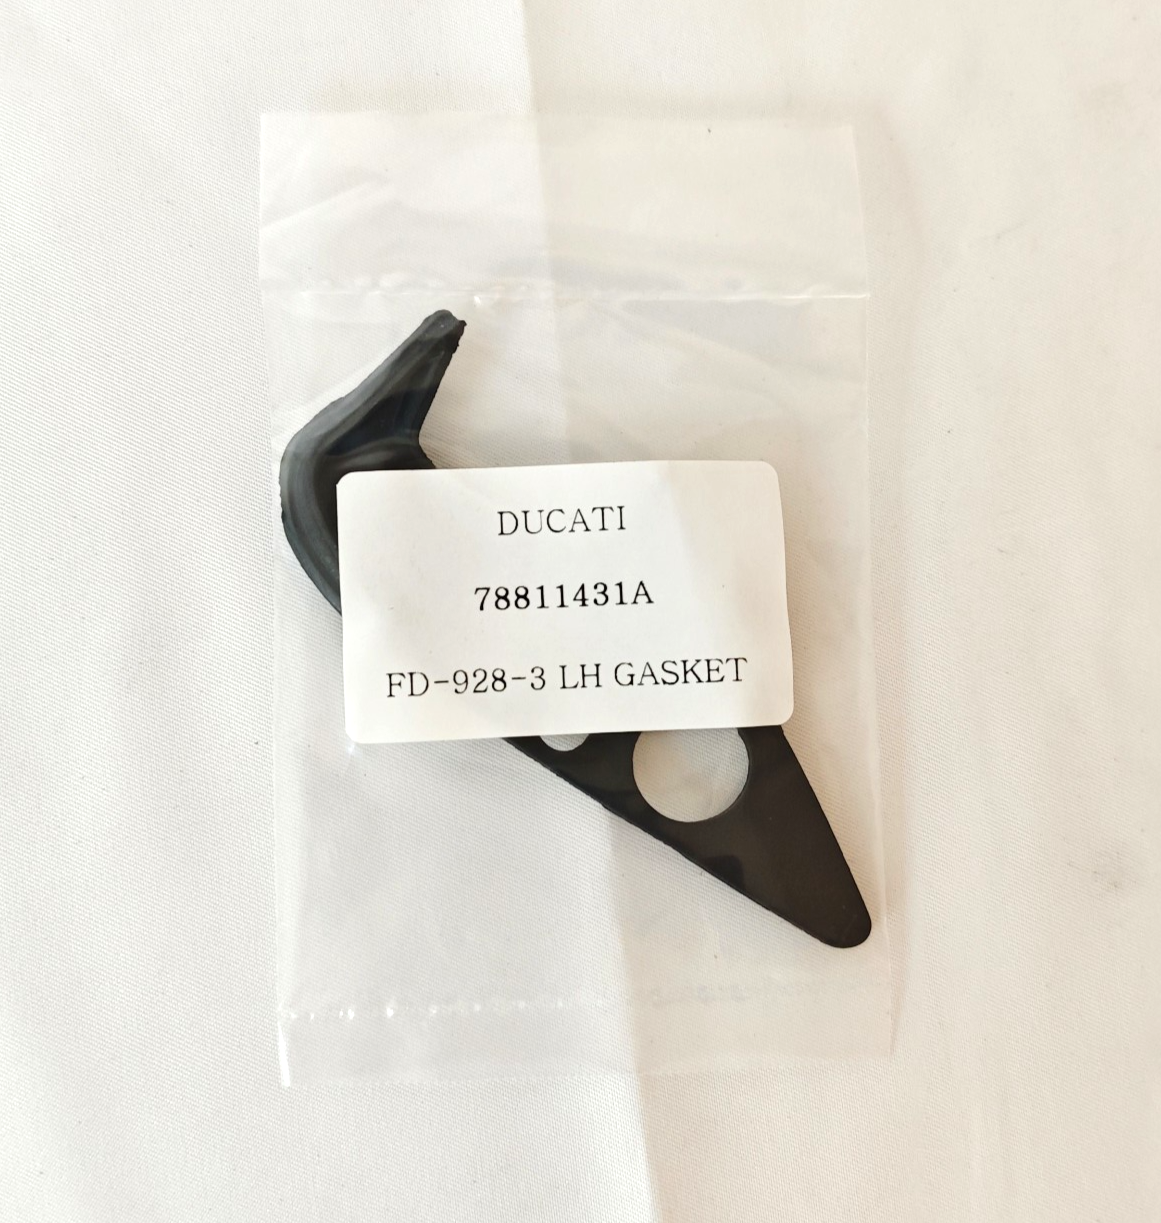 DUCATI
78811431A
FD-928-3 LH GASKET